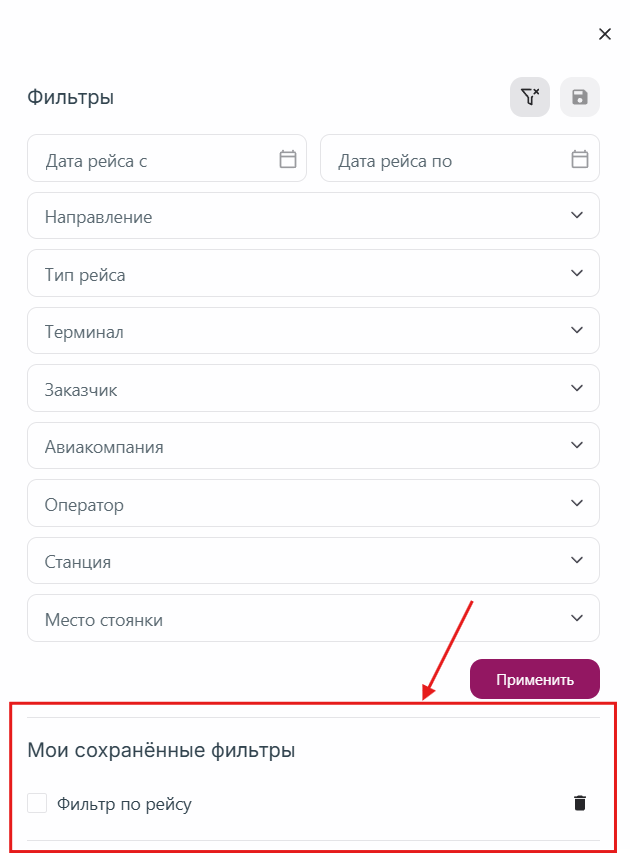 Фильтры
Дата рейса с
Дата рейса по
Направление
Тип рейса
Терминал
Заказчик
Авиакомпания
Оператор
Станция
Место стоянки
Применить
Мои сохранённые фильтры
Фильтр по рейсу